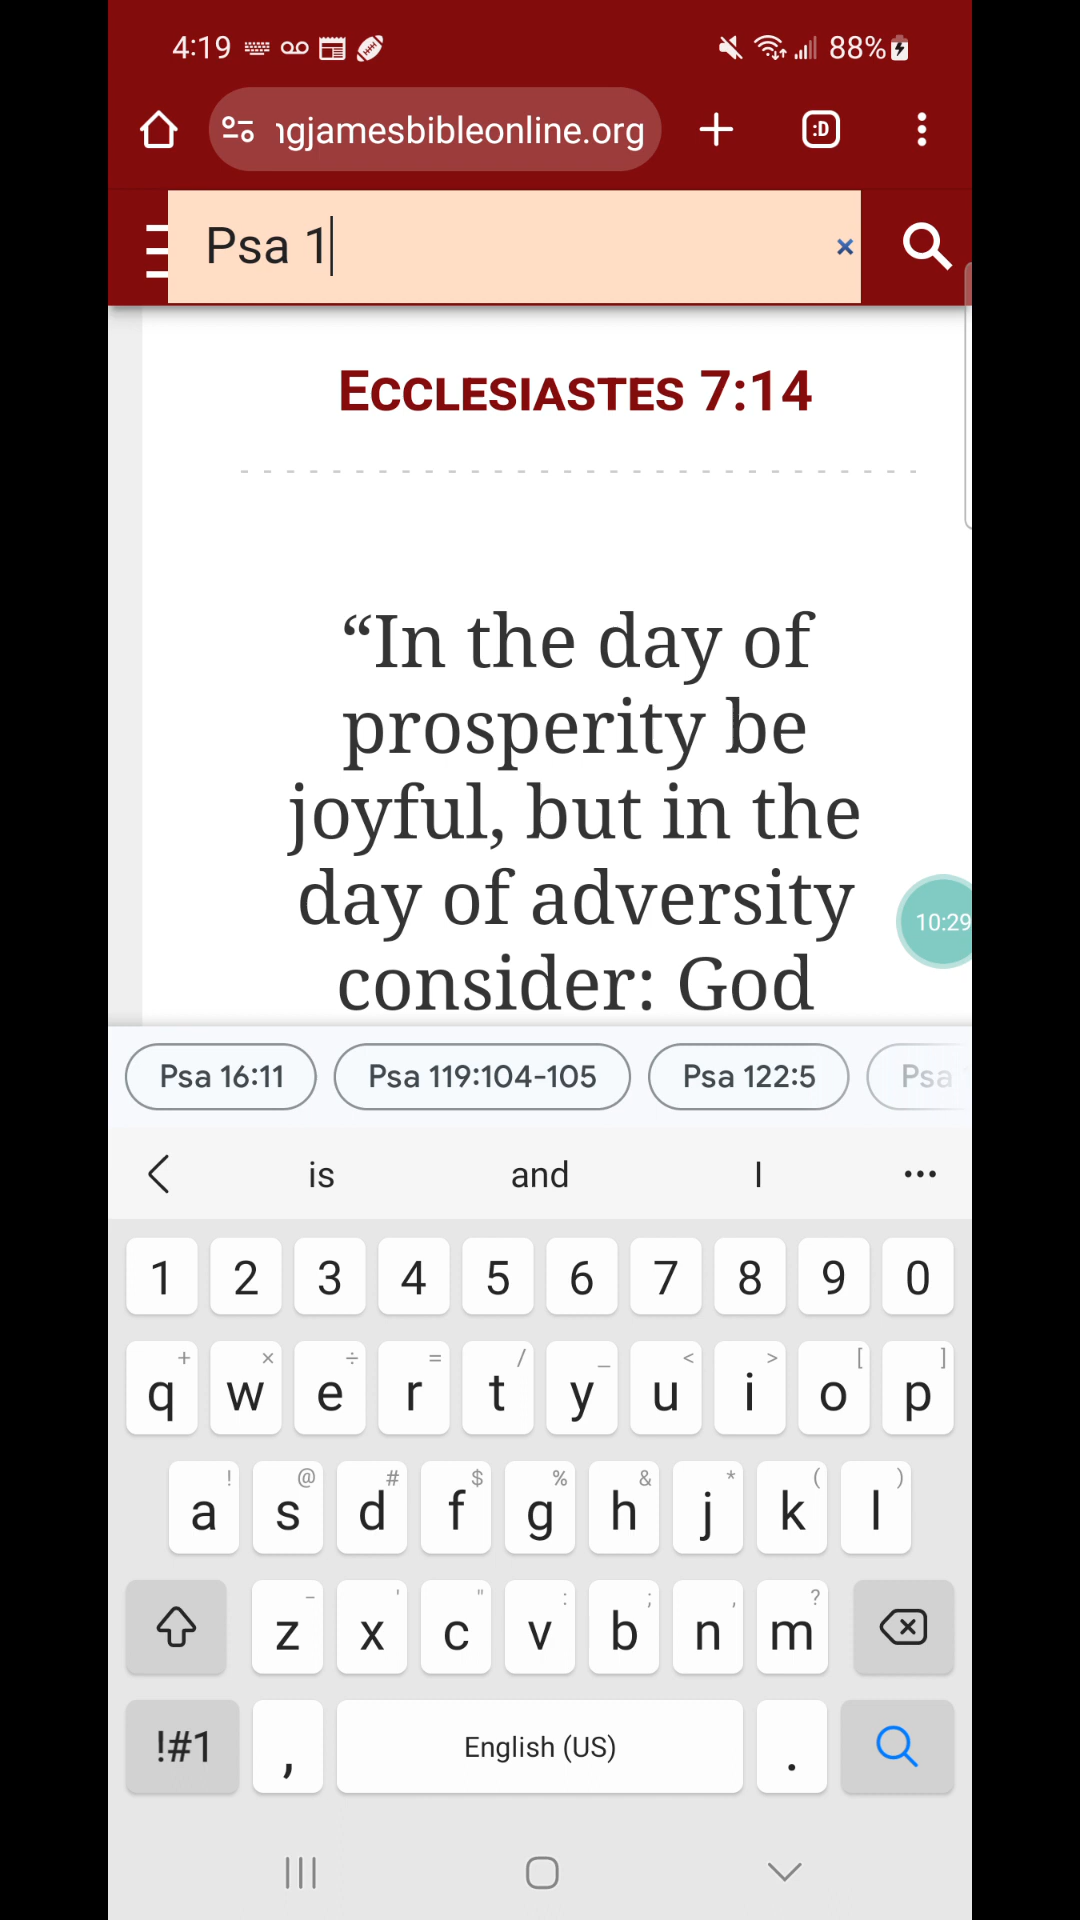 4:19 88%
ngjamesbibleonline.org :D
Psa 1 ×
ECCLESIASTES 7:14
“In the day of
prosperity be
joyful, but in the
day of adversity
consider: God
10:29
Psa 16:11 Psa 119:104-105 Psa 122:5 Psa
is and I ...
1 2 3 4 5 6 7 8 9 0
+ × ÷ = / _ < > [ ]
q w e r t y u i o p
! @ # $ % & * ( )
a s d f g h j k l
- ' " : ; , ?
z x c v b n m
!#1 , English (US) .